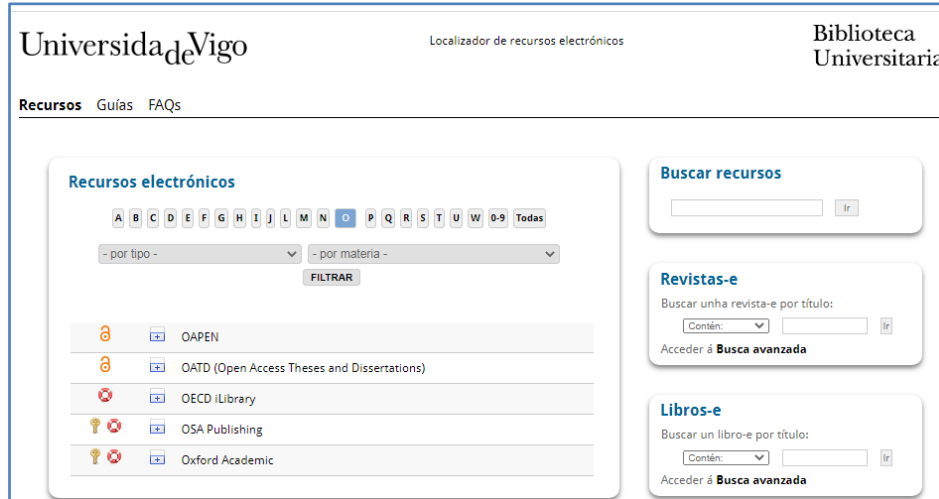 Universidade Vigo
Localizador de recursos electrónicos
Biblioteca
Universitaria
Recursos Guías FAQs
Recursos electrónicos
A B C D E F G H I J L M N O P Q R S T U W 0-9 Todas
- por tipo - - por materia -
FILTRAR
OAPEN
OATD (Open Access Theses and Dissertations)
OECD iLibrary
OSA Publishing
Oxford Academic
Buscar recursos
Ir
Revistas-e
Buscar unha revista-e por título:
Contén: Ir
Acceder á Busca avanzada
Libros-e
Buscar un libro-e por título:
Contén: Ir
Acceder á Busca avanzada